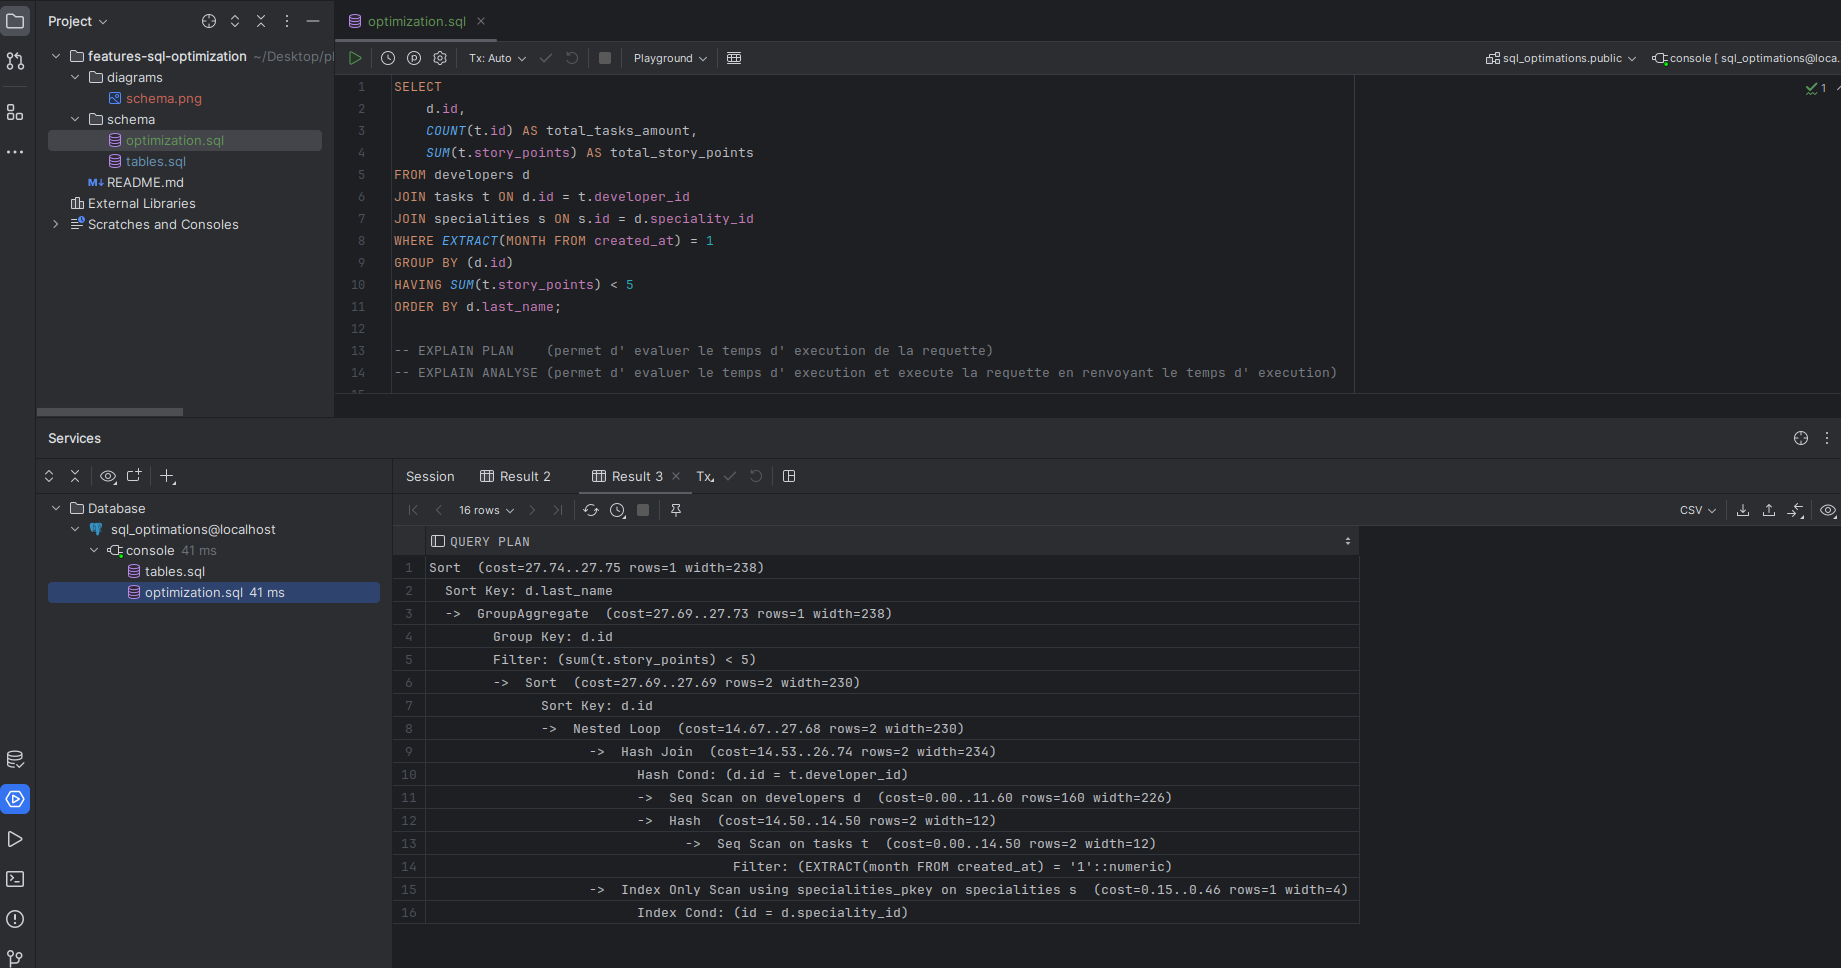 Project
features-sql-optimization ~/Desktop/
diagrams
schema.png
schema
optimization.sql
tables.sql
M↓ README.md
External Libraries
Scratches and Consoles
optimization.sql
Tx: Auto
Playground
sql_optimations.public
console [ sql_optimations@loca...
1
1 SELECT
2 d.id,
3 COUNT(t.id) AS total_tasks_amount,
4 SUM(t.story_points) AS total_story_points
5 FROM developers d
6 JOIN tasks t ON d.id = t.developer_id
7 JOIN specialities s ON s.id = d.speciality_id
8 WHERE EXTRACT(MONTH FROM created_at) = 1
9 GROUP BY (d.id)
10 HAVING SUM(t.story_points) < 5
11 ORDER BY d.last_name;
12
13 -- EXPLAIN PLAN    (permet d' evaluer le temps d' execution de la requette)
14 -- EXPLAIN ANALYSE (permet d' evaluer le temps d' execution et execute la requette en renvoyant le temps d' execution)
Services
Database
sql_optimations@localhost
console 41 ms
tables.sql
optimization.sql 41 ms
Session
Result 2
Result 3
Tx
16 rows
CSV
QUERY PLAN
1 Sort  (cost=27.74..27.75 rows=1 width=238)
2 Sort Key: d.last_name
3 ->  GroupAggregate  (cost=27.69..27.73 rows=1 width=238)
4 Group Key: d.id
5 Filter: (sum(t.story_points) < 5)
6 ->  Sort  (cost=27.69..27.69 rows=2 width=230)
7 Sort Key: d.id
8 ->  Nested Loop  (cost=14.67..27.68 rows=2 width=230)
9 ->  Hash Join  (cost=14.53..26.74 rows=2 width=234)
10 Hash Cond: (d.id = t.developer_id)
11 ->  Seq Scan on developers d  (cost=0.00..11.60 rows=160 width=226)
12 ->  Hash  (cost=14.50..14.50 rows=2 width=12)
13 ->  Seq Scan on tasks t  (cost=0.00..14.50 rows=2 width=12)
14 Filter: (EXTRACT(month FROM created_at) = '1'::numeric)
15 ->  Index Only Scan using specialities_pkey on specialities s  (cost=0.15..0.46 rows=1 width=4)
16 Index Cond: (id = d.speciality_id)